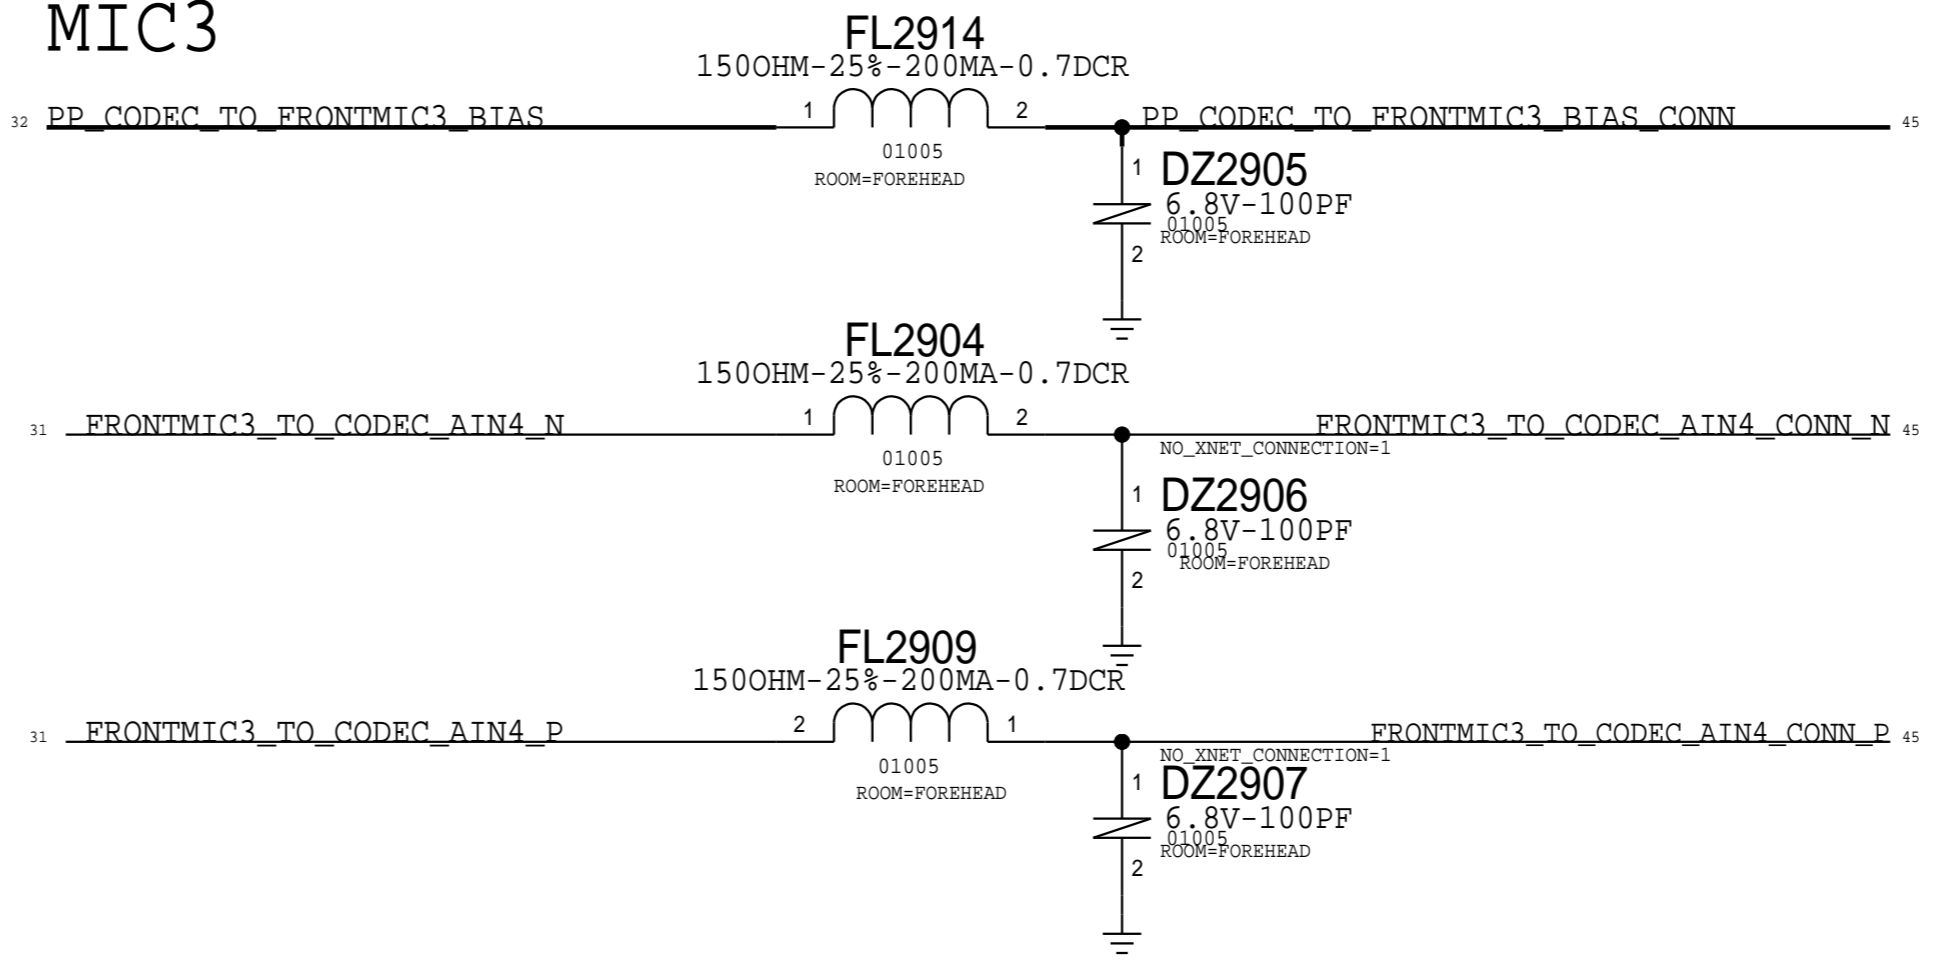 MIC3
FL2914
150OHM-25%-200MA-0.7DCR
32 PP_CODEC_TO_FRONTMIC3_BIAS 1 2 PP_CODEC_TO_FRONTMIC3_BIAS_CONN 45
01005
ROOM=FOREHEAD
1 DZ2905
6.8V-100PF
01005
ROOM=FOREHEAD
2
FL2904
150OHM-25%-200MA-0.7DCR
31 FRONTMIC3_TO_CODEC_AIN4_N 1 2 FRONTMIC3_TO_CODEC_AIN4_CONN_N 45
NO_XNET_CONNECTION=1
01005
ROOM=FOREHEAD
1 DZ2906
6.8V-100PF
01005
ROOM=FOREHEAD
2
FL2909
150OHM-25%-200MA-0.7DCR
31 FRONTMIC3_TO_CODEC_AIN4_P 2 1 FRONTMIC3_TO_CODEC_AIN4_CONN_P 45
NO_XNET_CONNECTION=1
01005
ROOM=FOREHEAD
1 DZ2907
6.8V-100PF
01005
ROOM=FOREHEAD
2